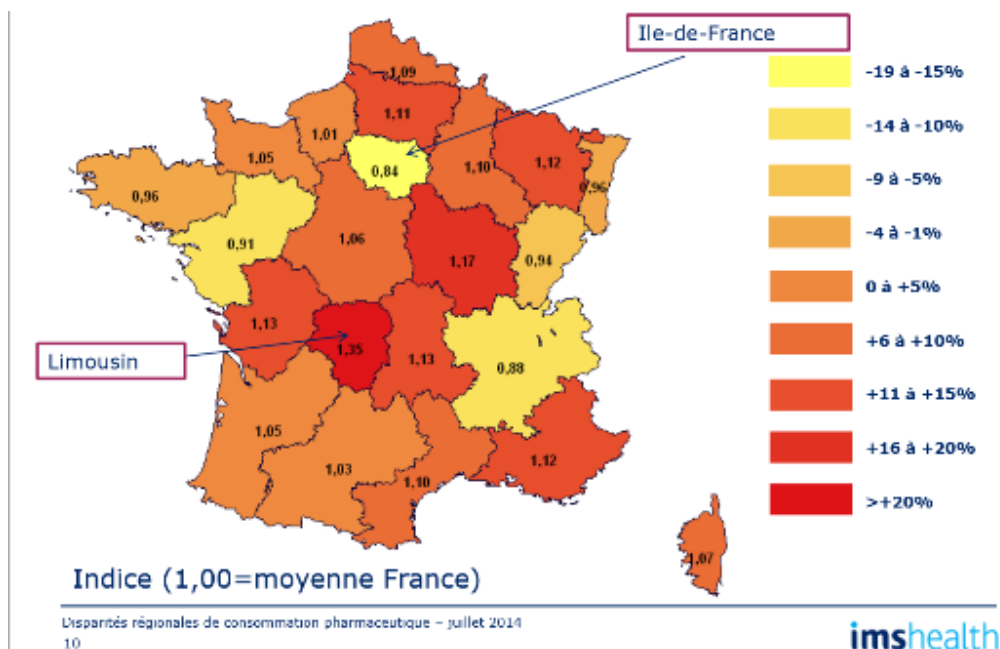 Ile-de-France
1,09
1,11
1,01
1,05
0,84
1,10
1,12
0,96
0,96
0,91
1,06
1,17
0,94
1,13
1,35
1,13
0,88
Limousin
1,05
1,03
1,10
1,12
1,07
-19 à -15%
-14 à -10%
-9 à -5%
-4 à -1%
0 à +5%
+6 à +10%
+11 à +15%
+16 à +20%
>+20%
Indice (1,00=moyenne France)
Disparités régionales de consommation pharmaceutique – juillet 2014
10
imshealth